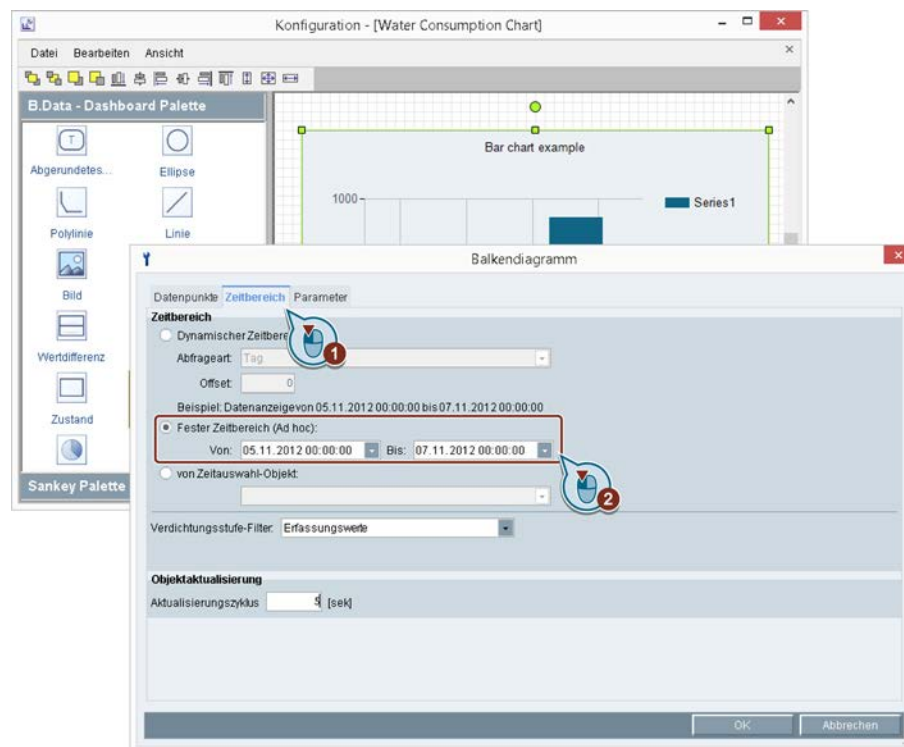 Konfiguration - [Water Consumption Chart]
Datei Bearbeiten Ansicht
B.Data - Dashboard Palette
T
Abgerundetes...
Ellipse
Polylinie
Linie
Bild
Wertdifferenz
Zustand
Sankey Palette
Bar chart example
1000
Series1
Balkendiagramm
Datenpunkte Zeitbereich Parameter
Zeitbereich
Dynamischer Zeitbere
Abfrageart: Tag
Offset: 0
Beispiel: Datenanzeigevon 05.11.2012 00:00:00 bis 07.11.2012 00:00:00
Fester Zeitbereich (Ad hoc):
Von: 05.11.2012 00:00:00 Bis: 07.11.2012 00:00:00
von Zeitauswahl-Objekt:
Verdichtungsstufe-Filter: Erfassungswerte
Objektaktualisierung
Aktualisierungszyklus 5 [sek]
OK Abbrechen
1
2